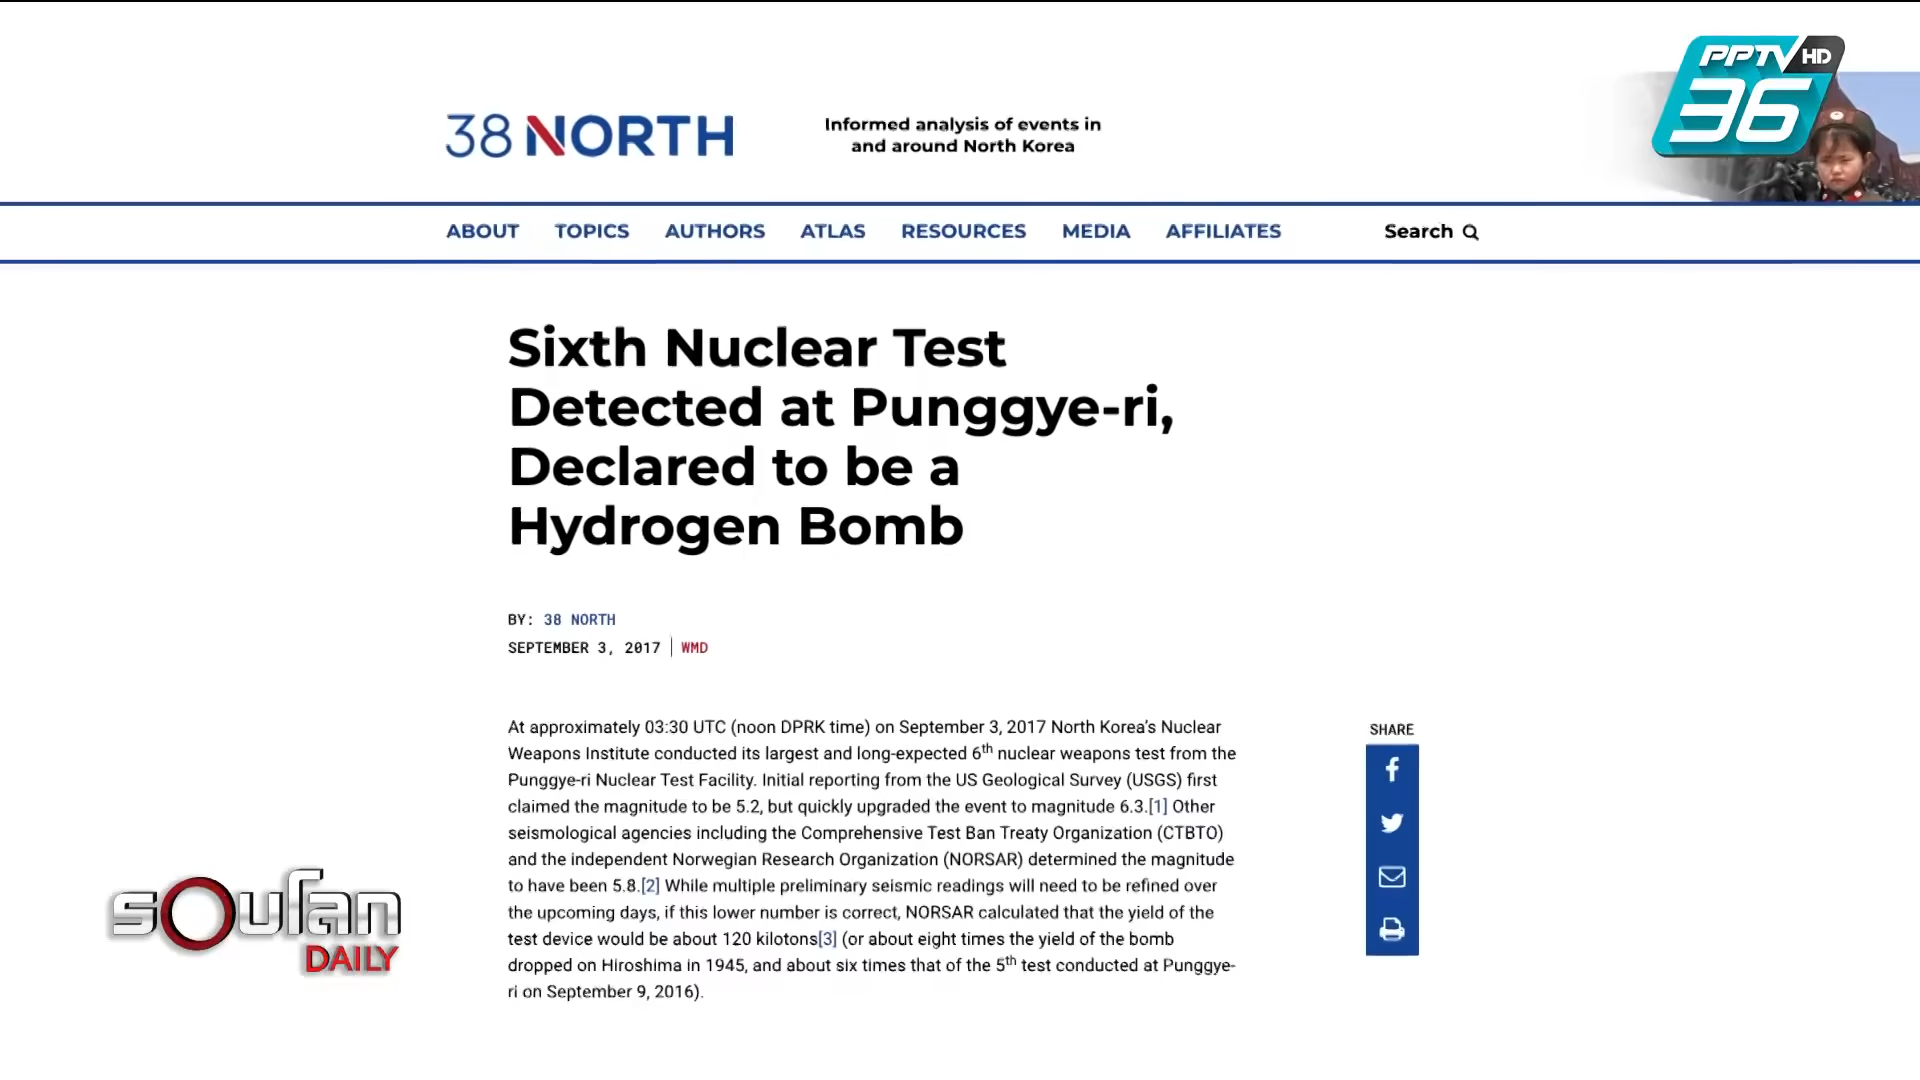 PPTV HD
36
38 NORTH
Informed analysis of events in
and around North Korea
ABOUT TOPICS AUTHORS ATLAS RESOURCES MEDIA AFFILIATES Search
Sixth Nuclear Test
Detected at Punggye-ri,
Declared to be a
Hydrogen Bomb
BY: 38 NORTH
SEPTEMBER 3, 2017 | WMD
At approximately 03:30 UTC (noon DPRK time) on September 3, 2017 North Korea’s Nuclear
Weapons Institute conducted its largest and long-expected 6th nuclear weapons test from the
Punggye-ri Nuclear Test Facility. Initial reporting from the US Geological Survey (USGS) first
claimed the magnitude to be 5.2, but quickly upgraded the event to magnitude 6.3.[1] Other
seismological agencies including the Comprehensive Test Ban Treaty Organization (CTBTO)
and the independent Norwegian Research Organization (NORSAR) determined the magnitude
to have been 5.8.[2] While multiple preliminary seismic readings will need to be refined over
the upcoming days, if this lower number is correct, NORSAR calculated that the yield of the
test device would be about 120 kilotons[3] (or about eight times the yield of the bomb
dropped on Hiroshima in 1945, and about six times that of the 5th test conducted at Punggye-
ri on September 9, 2016).
SHARE
รอบโลก
DAILY